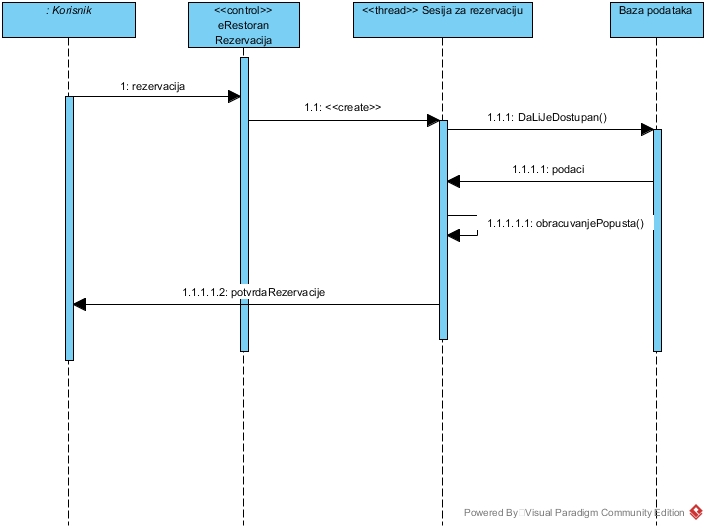 : Korisnik
<<control>>
eRestoran
Rezervacija
<<thread>> Sesija za rezervaciju
Baza podataka
1: rezervacija
1.1: <<create>>
1.1.1: DaLiJeDostupan()
1.1.1.1: podaci
1.1.1.1.1: obracuvanjePopusta()
1.1.1.1.2: potvrdaRezervacije
Powered By Visual Paradigm Community Edition